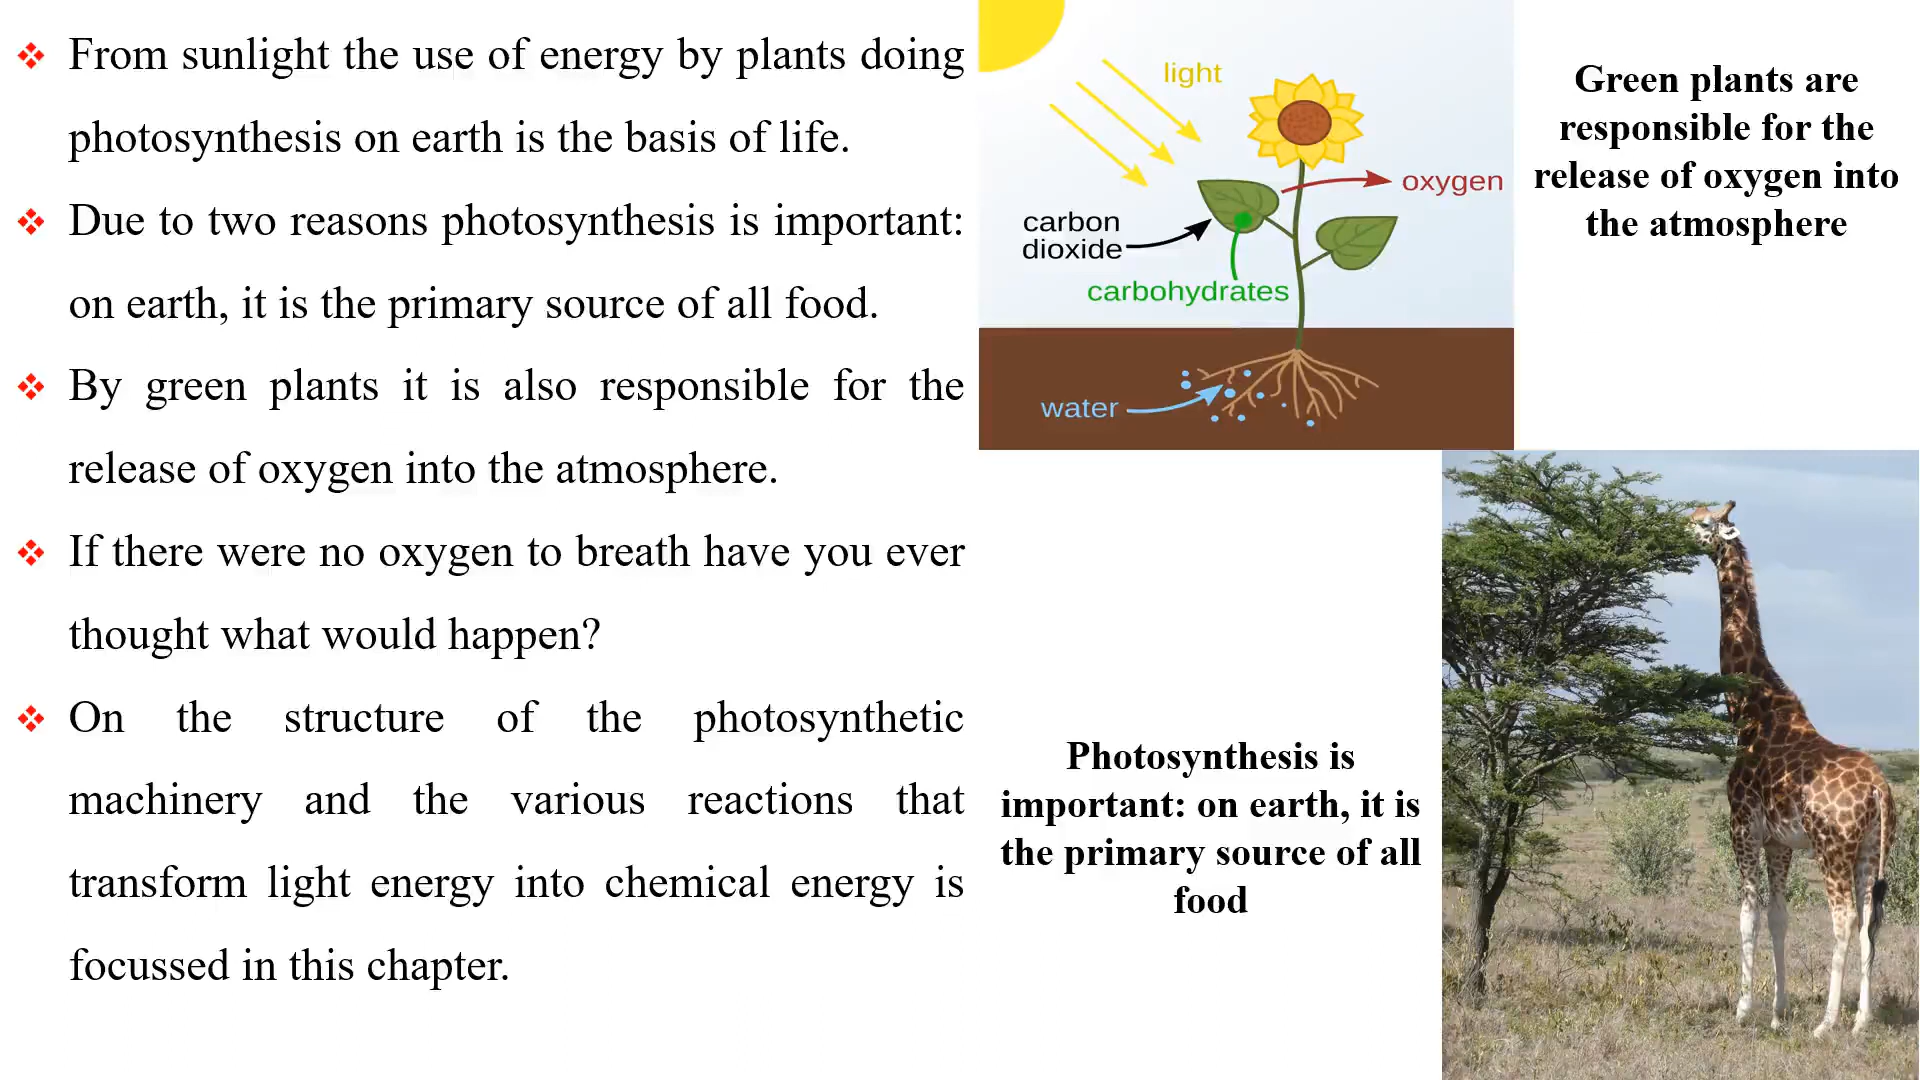 From sunlight the use of energy by plants doing
photosynthesis on earth is the basis of life.
Due to two reasons photosynthesis is important:
on earth, it is the primary source of all food.
By green plants it is also responsible for the
release of oxygen into the atmosphere.
If there were no oxygen to breath have you ever
thought what would happen?
On the structure of the photosynthetic
machinery and the various reactions that
transform light energy into chemical energy is
focussed in this chapter.
light
oxygen
carbon
dioxide
carbohydrates
water
Green plants are
responsible for the
release of oxygen into
the atmosphere
Photosynthesis is
important: on earth, it is
the primary source of all
food